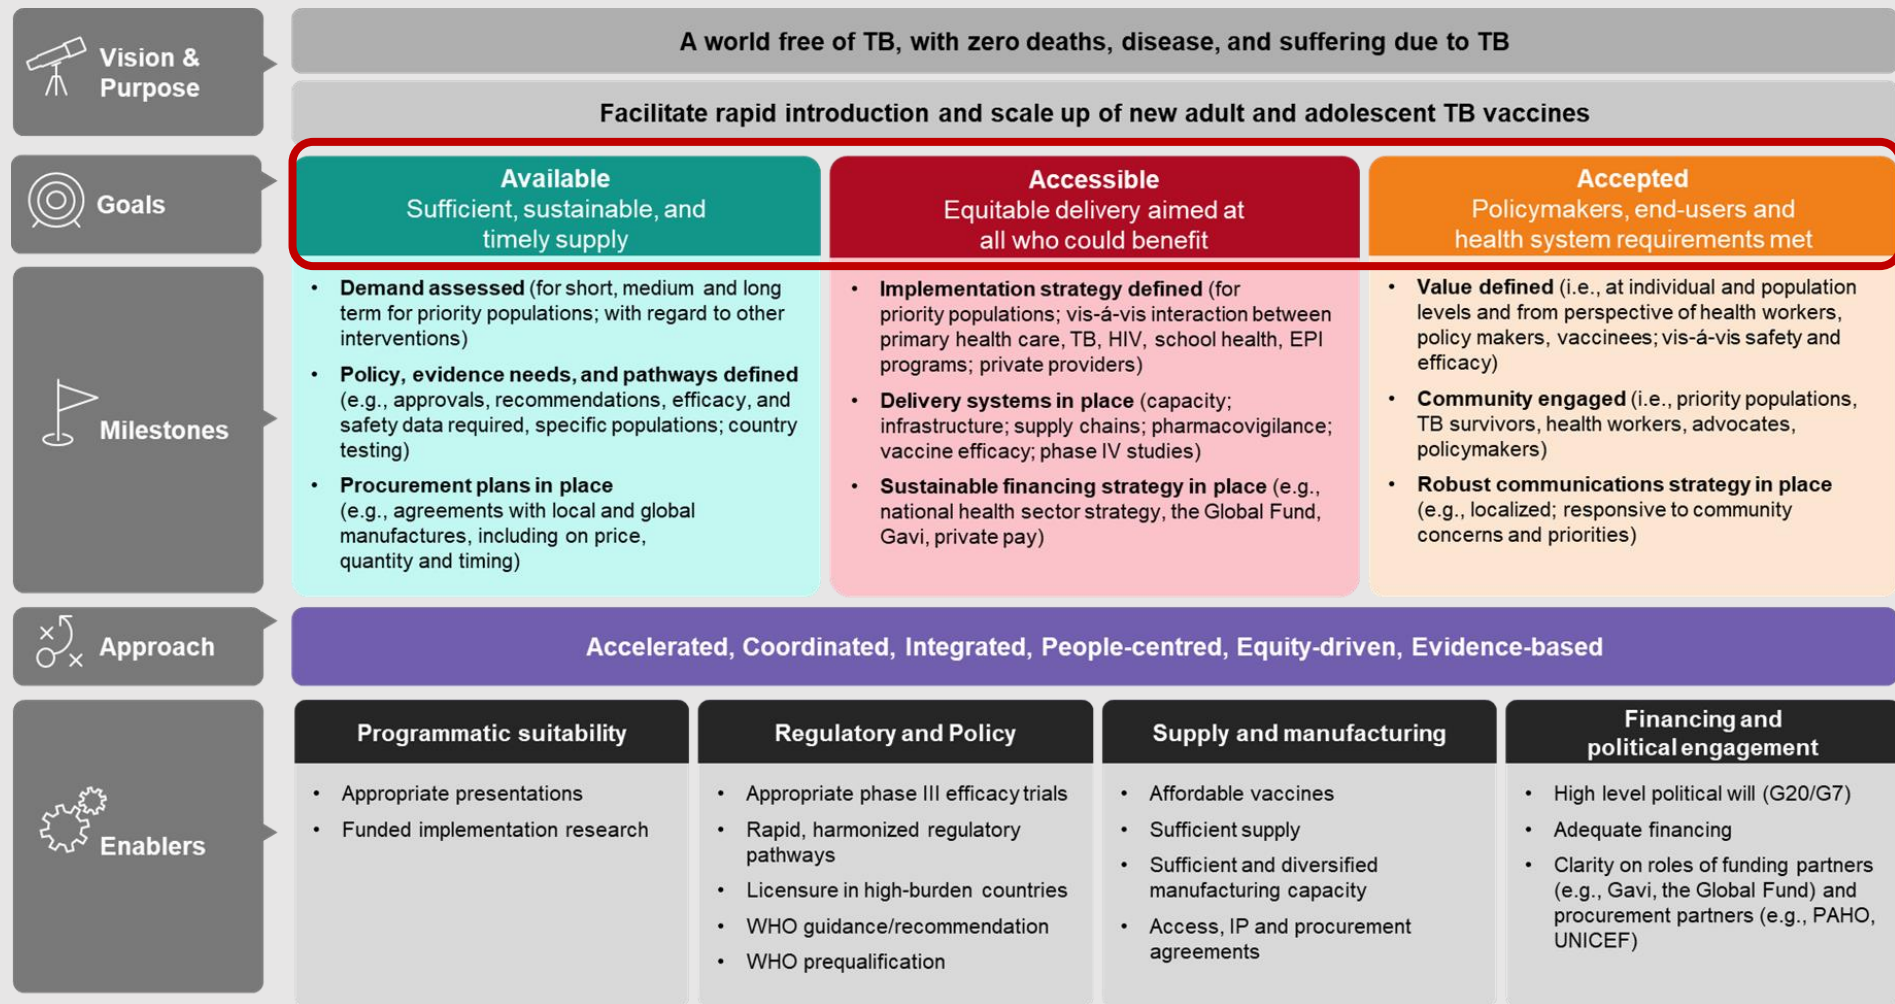 Vision &
Purpose
A world free of TB, with zero deaths, disease, and suffering due to TB
Facilitate rapid introduction and scale up of new adult and adolescent TB vaccines
Goals
Available
Sufficient, sustainable, and
timely supply
Accessible
Equitable delivery aimed at
all who could benefit
Accepted
Policymakers, end-users and
health system requirements met
Milestones
• Demand assessed (for short, medium and long
term for priority populations; with regard to other
interventions)
• Policy, evidence needs, and pathways defined
(e.g., approvals, recommendations, efficacy, and
safety data required, specific populations; country
testing)
• Procurement plans in place
(e.g., agreements with local and global
manufactures, including on price,
quantity and timing)
• Implementation strategy defined (for
priority populations; vis-á-vis interaction between
primary health care, TB, HIV, school health, EPI
programs; private providers)
• Delivery systems in place (capacity;
infrastructure; supply chains; pharmacovigilance;
vaccine efficacy; phase IV studies)
• Sustainable financing strategy in place (e.g.,
national health sector strategy, the Global Fund,
Gavi, private pay)
• Value defined (i.e., at individual and population
levels and from perspective of health workers,
policy makers, vaccinees; vis-á-vis safety and
efficacy)
• Community engaged (i.e., priority populations,
TB survivors, health workers, advocates,
policymakers)
• Robust communications strategy in place
(e.g., localized; responsive to community
concerns and priorities)
Approach
Accelerated, Coordinated, Integrated, People-centred, Equity-driven, Evidence-based
Enablers
Programmatic suitability
• Appropriate presentations
• Funded implementation research
Regulatory and Policy
• Appropriate phase III efficacy trials
• Rapid, harmonized regulatory
pathways
• Licensure in high-burden countries
• WHO guidance/recommendation
• WHO prequalification
Supply and manufacturing
• Affordable vaccines
• Sufficient supply
• Sufficient and diversified
manufacturing capacity
• Access, IP and procurement
agreements
Financing and
political engagement
• High level political will (G20/G7)
• Adequate financing
• Clarity on roles of funding partners
(e.g., Gavi, the Global Fund) and
procurement partners (e.g., PAHO,
UNICEF)